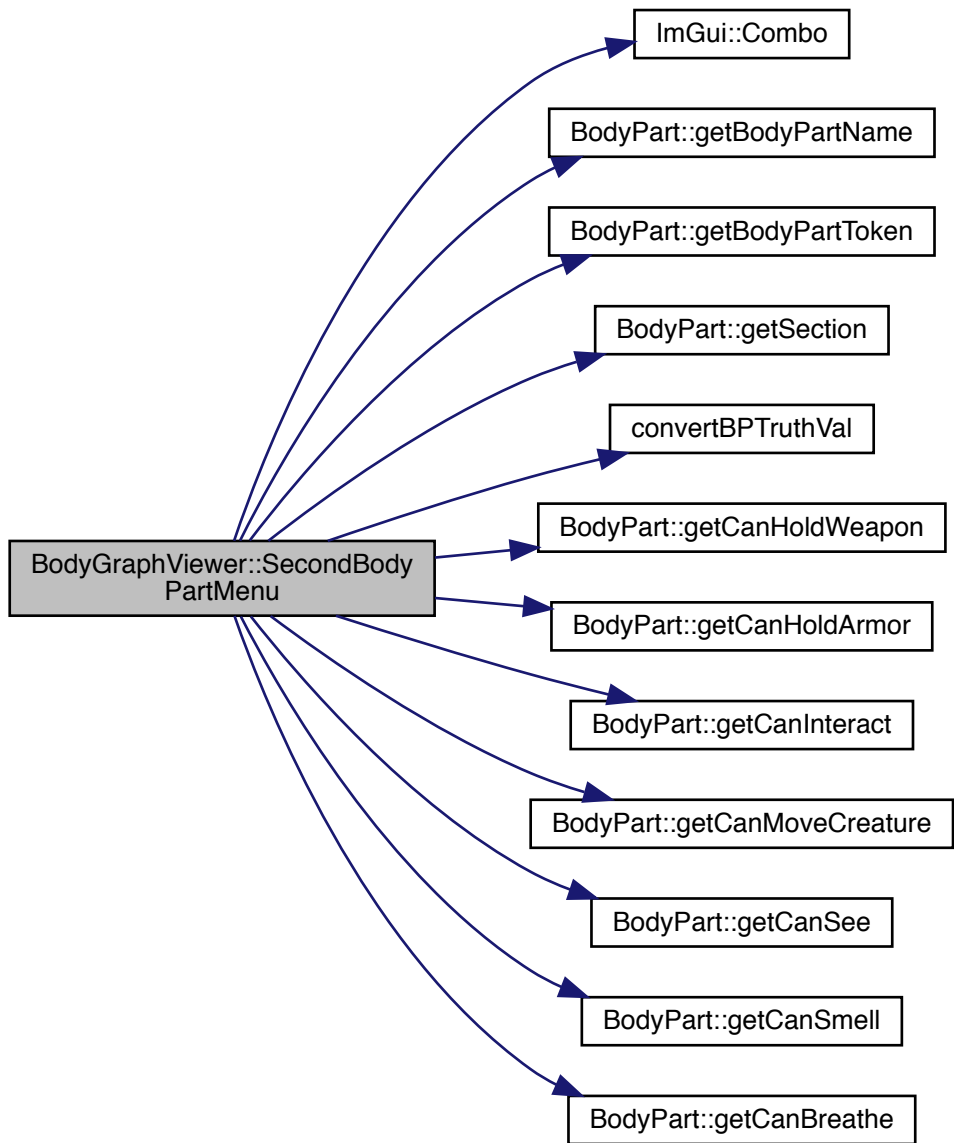 ImGui::Combo
BodyPart::getBodyPartName
BodyPart::getBodyPartToken
BodyPart::getSection
convertBPTruthVal
BodyPart::getCanHoldWeapon
BodyGraphViewer::SecondBody
PartMenu
BodyPart::getCanHoldArmor
BodyPart::getCanInteract
BodyPart::getCanMoveCreature
BodyPart::getCanSee
BodyPart::getCanSmell
BodyPart::getCanBreathe